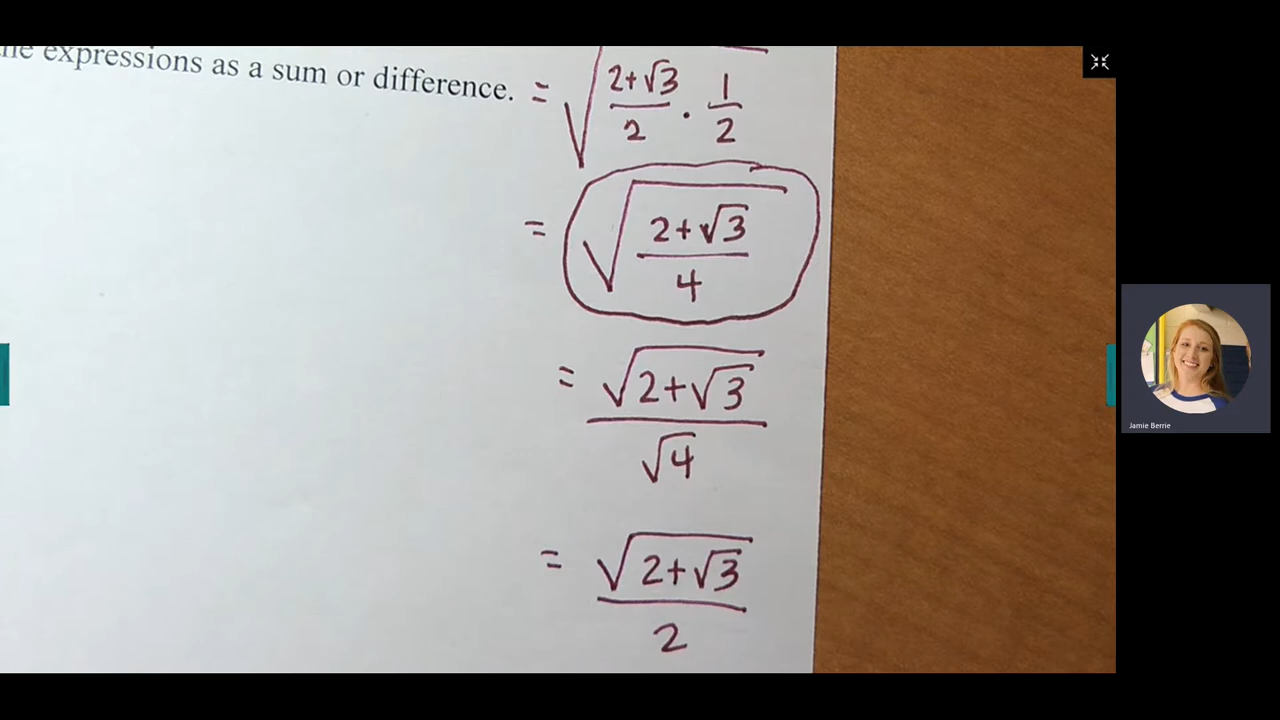 the expressions as a sum or difference.
= √((2+√3)/2 · 1/2)
= √((2+√3)/4)
= √(2+√3)/√4
= √(2+√3)/2
Jamie Berrie